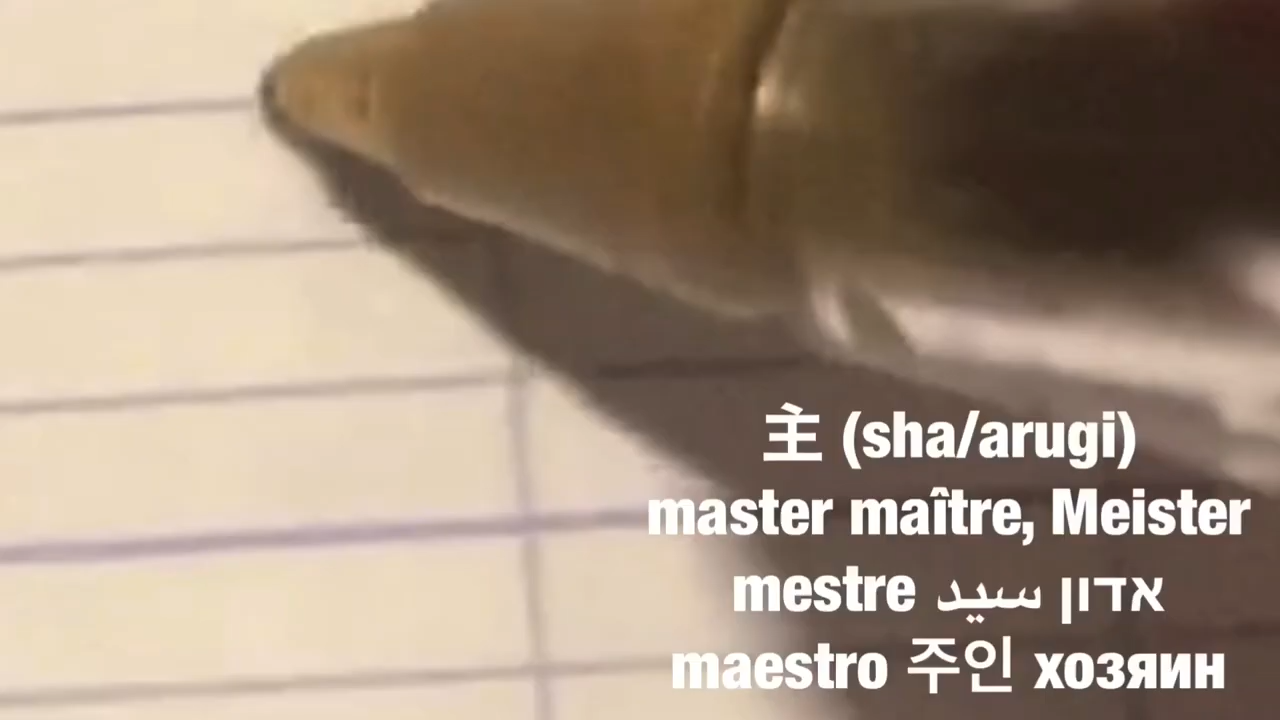 主 (sha/arugi)
master maître, Meister
mestre سيد אדון
maestro 주인 хозяин